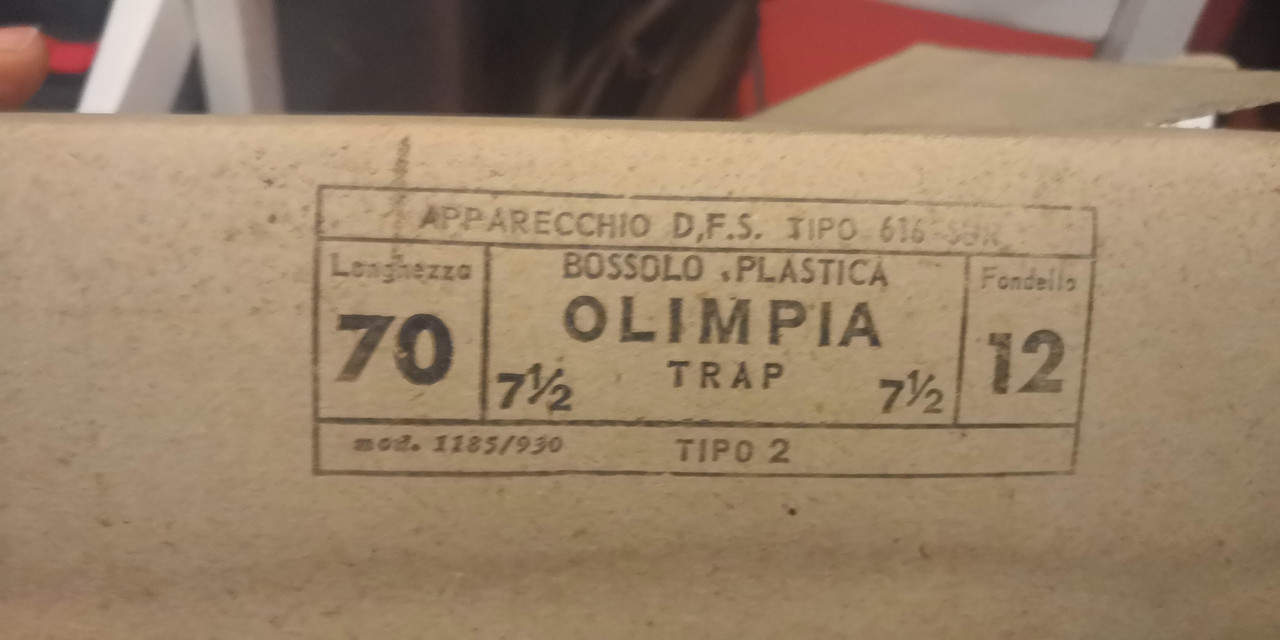 APPARECCHIO D.F.S. TIPO 616
Longhezza
70
BOSSOLO PLASTICA
OLIMPIA
TRAP
7½ 7½
Fondello
12
mod. 1185/930 TIPO 2